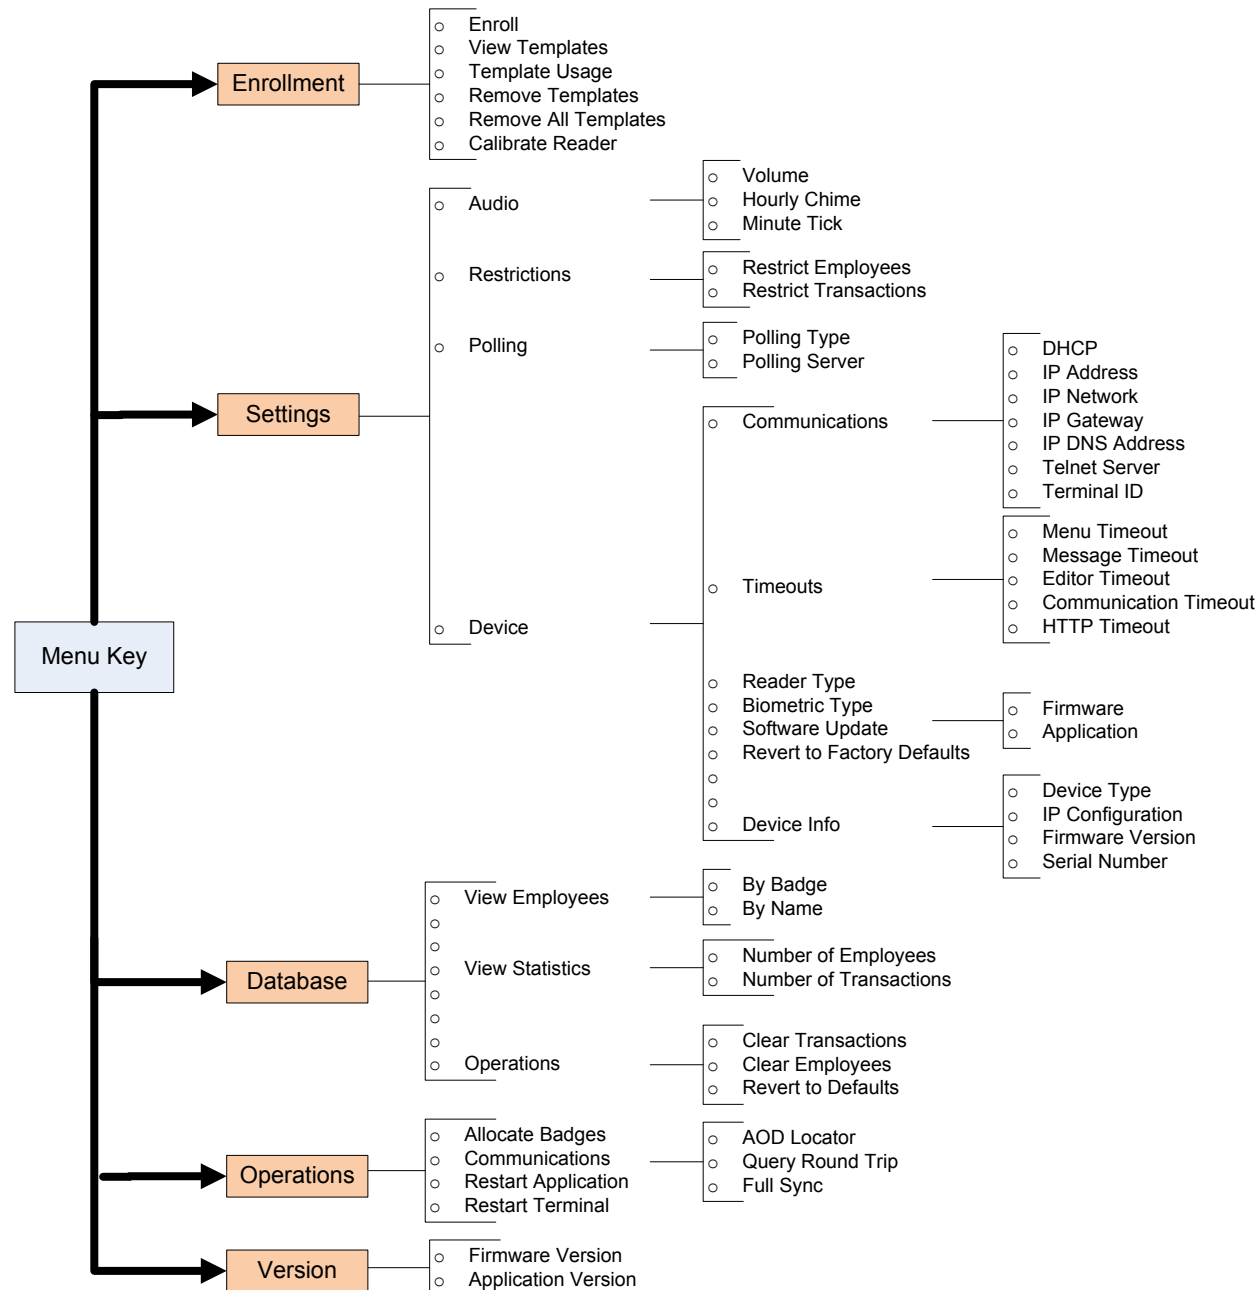 Enroll
View Templates
Template Usage
Enrollment
Remove Templates
Remove All Templates
Calibrate Reader
Volume
Audio
Hourly Chime
Minute Tick
Restrictions
Restrict Employees
Restrict Transactions
Polling
Polling Type
Polling Server
DHCP
IP Address
IP Network
Settings
Communications
IP Gateway
IP DNS Address
Telnet Server
Terminal ID
Menu Timeout
Message Timeout
Timeouts
Editor Timeout
Communication Timeout
HTTP Timeout
Device
Menu Key
Reader Type
Biometric Type
Software Update
Revert to Factory Defaults
Firmware
Application
Device Info
Device Type
IP Configuration
Firmware Version
Serial Number
View Employees
By Badge
By Name
Database
View Statistics
Number of Employees
Number of Transactions
Operations
Clear Transactions
Clear Employees
Revert to Defaults
Operations
Allocate Badges
Communications
Restart Application
Restart Terminal
AOD Locator
Query Round Trip
Full Sync
Version
Firmware Version
Application Version